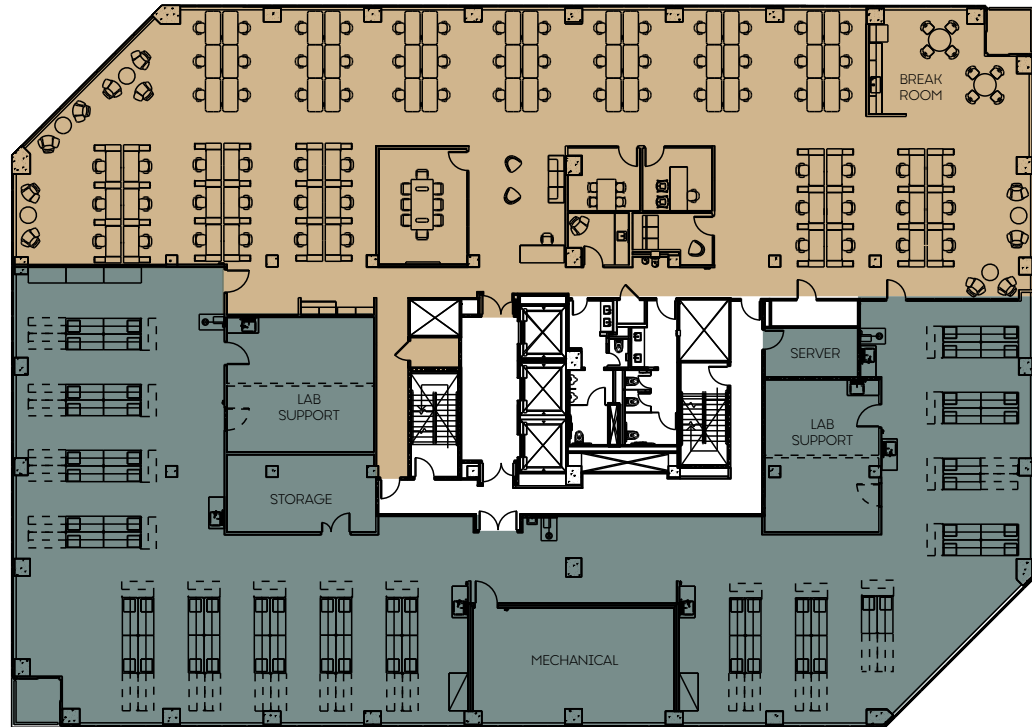 BREAK
ROOM
SERVER
LAB
SUPPORT
LAB
SUPPORT
STORAGE
MECHANICAL